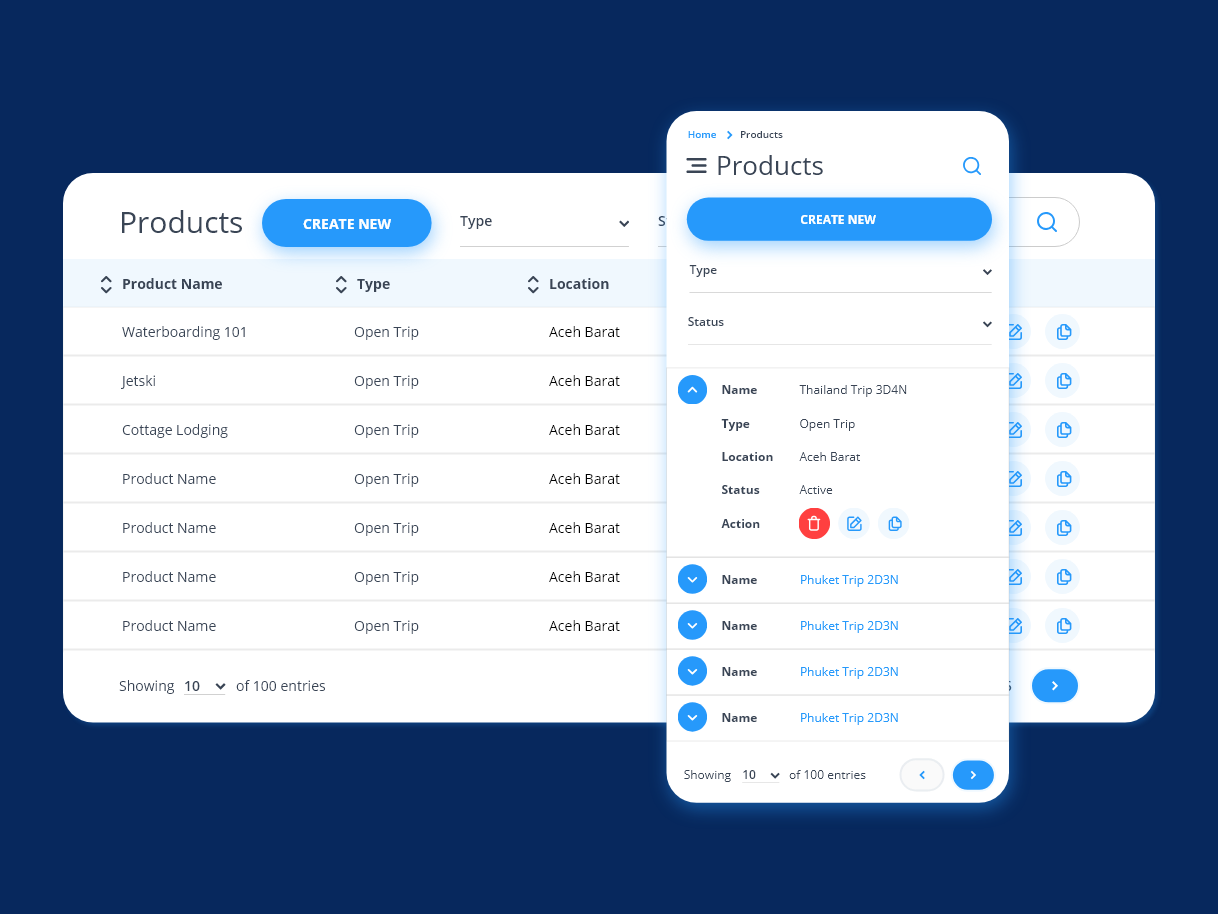 Products CREATE NEW Type
Product Name Type Location
Waterboarding 101 Open Trip Aceh Barat
Jetski Open Trip Aceh Barat
Cottage Lodging Open Trip Aceh Barat
Product Name Open Trip Aceh Barat
Product Name Open Trip Aceh Barat
Product Name Open Trip Aceh Barat
Product Name Open Trip Aceh Barat
Showing 10 of 100 entries
Home Products
Products
CREATE NEW
Type
Status
Name Thailand Trip 3D4N
Type Open Trip
Location Aceh Barat
Status Active
Action
Name Phuket Trip 2D3N
Name Phuket Trip 2D3N
Name Phuket Trip 2D3N
Name Phuket Trip 2D3N
Showing 10 of 100 entries